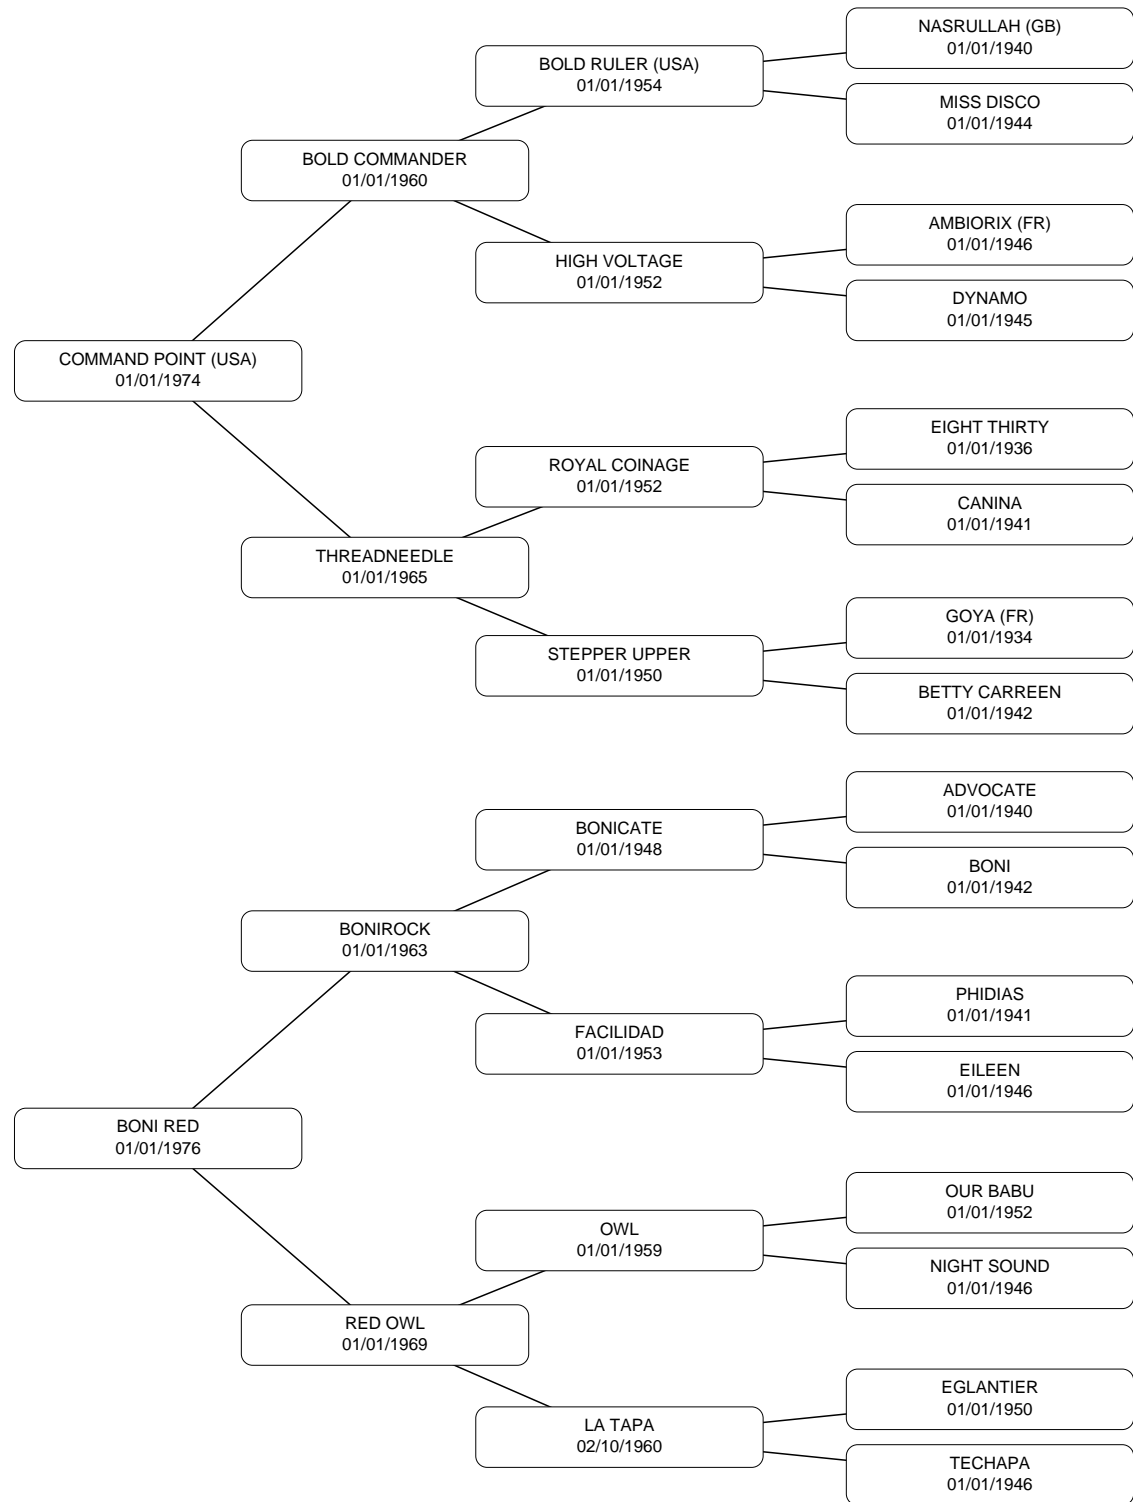 NASRULLAH (GB)
01/01/1940
BOLD RULER (USA)
01/01/1954
MISS DISCO
01/01/1944
BOLD COMMANDER
01/01/1960
AMBIORIX (FR)
01/01/1946
HIGH VOLTAGE
01/01/1952
DYNAMO
01/01/1945
COMMAND POINT (USA)
01/01/1974
EIGHT THIRTY
01/01/1936
ROYAL COINAGE
01/01/1952
CANINA
01/01/1941
THREADNEEDLE
01/01/1965
GOYA (FR)
01/01/1934
STEPPER UPPER
01/01/1950
BETTY CARREEN
01/01/1942
ADVOCATE
01/01/1940
BONICATE
01/01/1948
BONI
01/01/1942
BONIROCK
01/01/1963
PHIDIAS
01/01/1941
FACILIDAD
01/01/1953
EILEEN
01/01/1946
BONI RED
01/01/1976
OUR BABU
01/01/1952
OWL
01/01/1959
NIGHT SOUND
01/01/1946
RED OWL
01/01/1969
EGLANTIER
01/01/1950
LA TAPA
02/10/1960
TECHAPA
01/01/1946